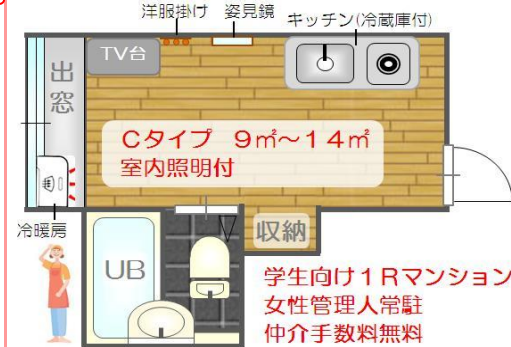 洋服掛け 姿見鏡 キッチン(冷蔵庫付)
TV台
出窓
Cタイプ 9㎡～14㎡
室内照明付
冷暖房
収納
UB
学生向け1Rマンション
女性管理人常駐
仲介手数料無料